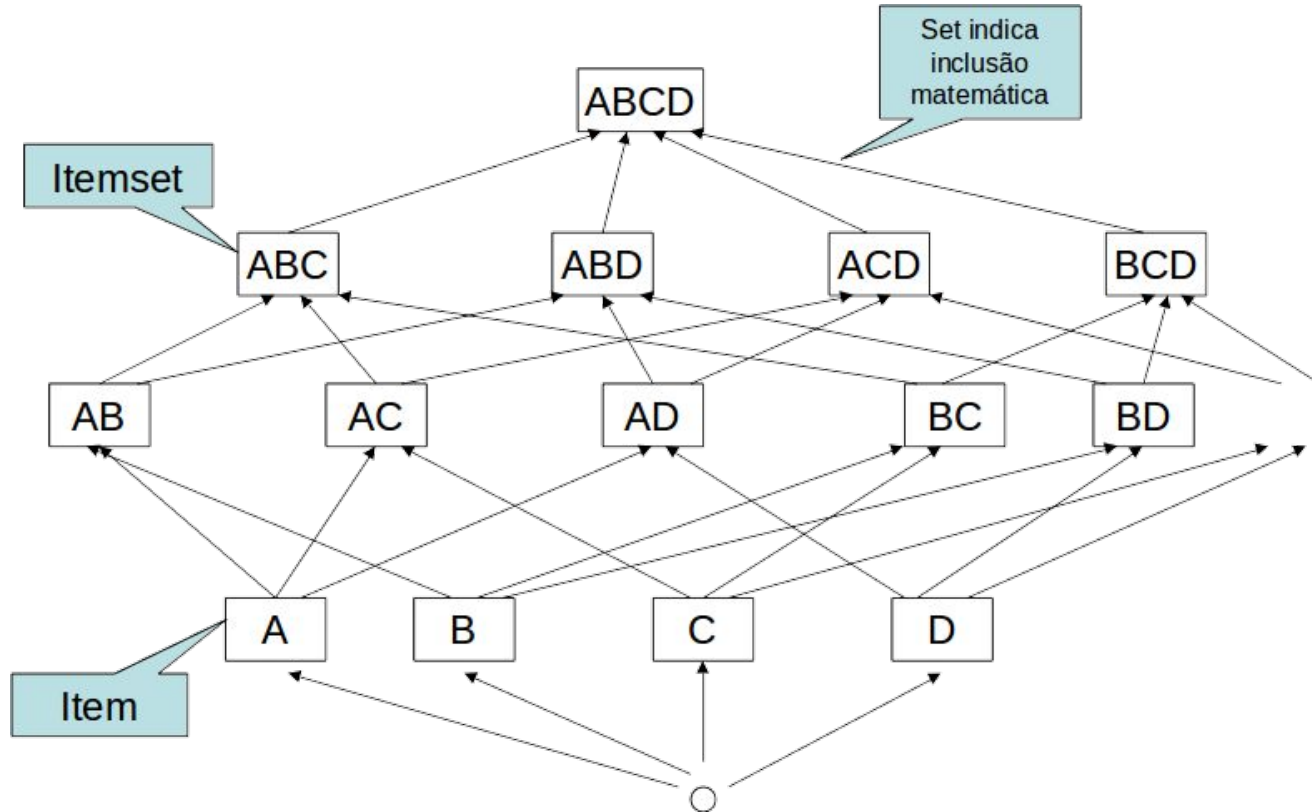 Set indica
inclusão
matemática
ABCD
Itemset
ABC
ABD
ACD
BCD
AB
AC
AD
BC
BD
A
B
C
D
Item